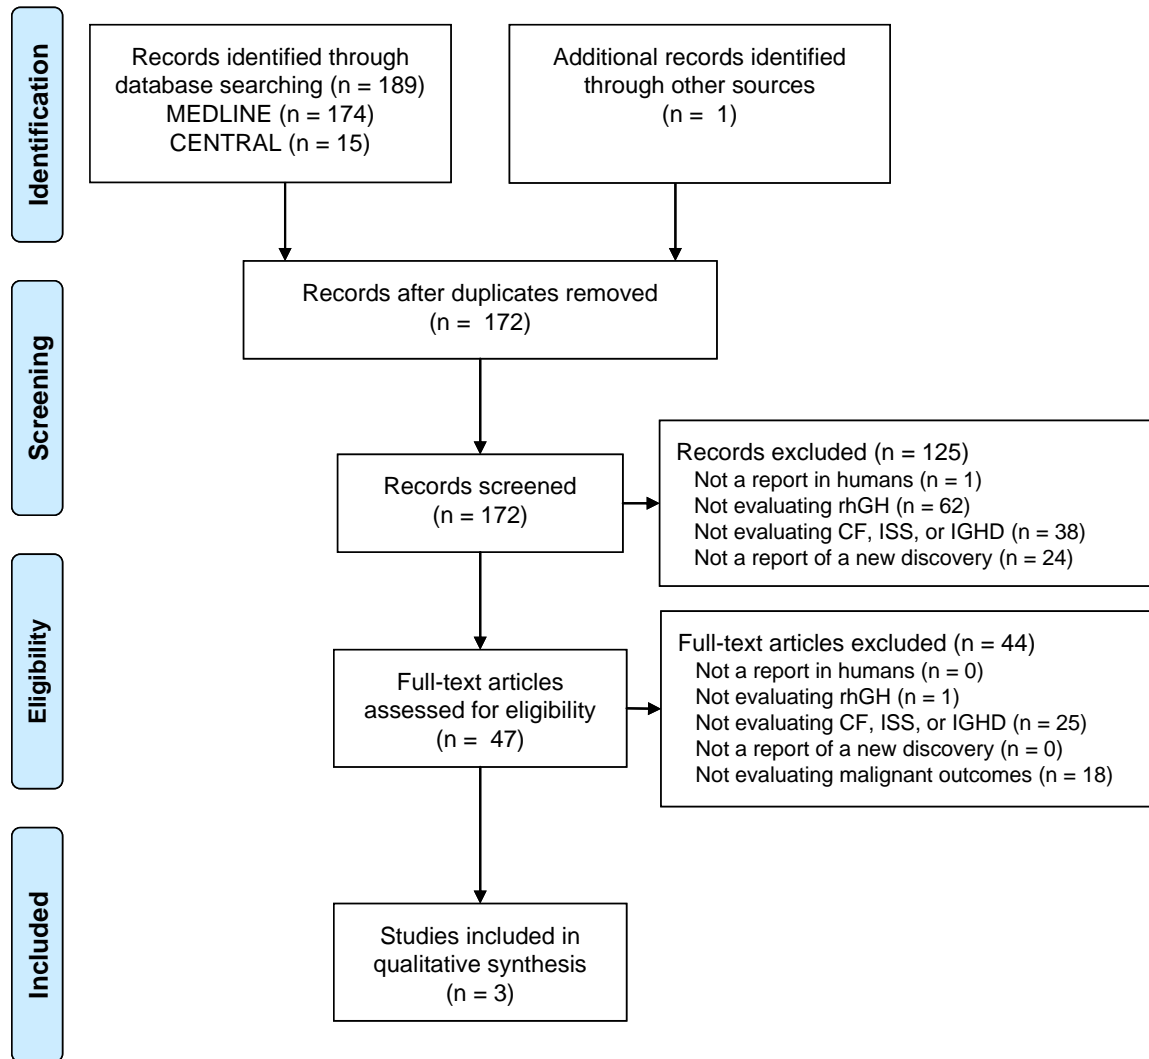 Identification
Records identified through
database searching (n = 189)
MEDLINE (n = 174)
CENTRAL (n = 15)
Additional records identified
through other sources
(n = 1)
Screening
Records after duplicates removed
(n = 172)
Records screened
(n = 172)
Records excluded (n = 125)
Not a report in humans (n = 1)
Not evaluating rhGH (n = 62)
Not evaluating CF, ISS, or IGHD (n = 38)
Not a report of a new discovery (n = 24)
Eligibility
Full-text articles
assessed for eligibility
(n = 47)
Full-text articles excluded (n = 44)
Not a report in humans (n = 0)
Not evaluating rhGH (n = 1)
Not evaluating CF, ISS, or IGHD (n = 25)
Not a report of a new discovery (n = 0)
Not evaluating malignant outcomes (n = 18)
Included
Studies included in
qualitative synthesis
(n = 3)